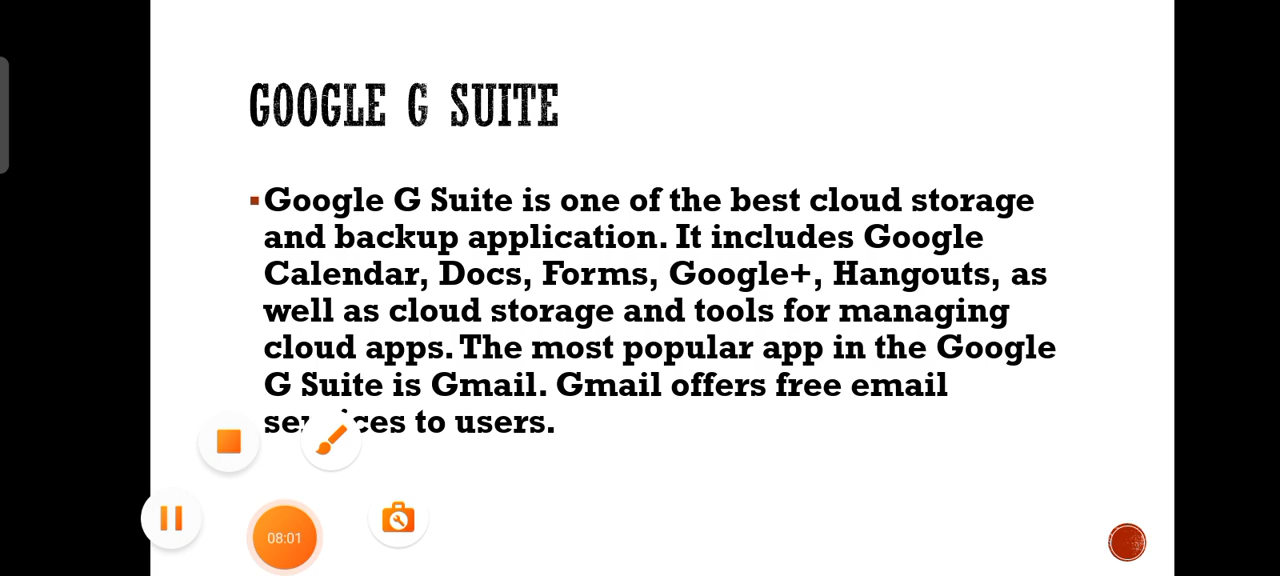 GOOGLE G SUITE
▪Google G Suite is one of the best cloud storage
and backup application. It includes Google
Calendar, Docs, Forms, Google+, Hangouts, as
well as cloud storage and tools for managing
cloud apps. The most popular app in the Google
G Suite is Gmail. Gmail offers free email
services to users.
08:01